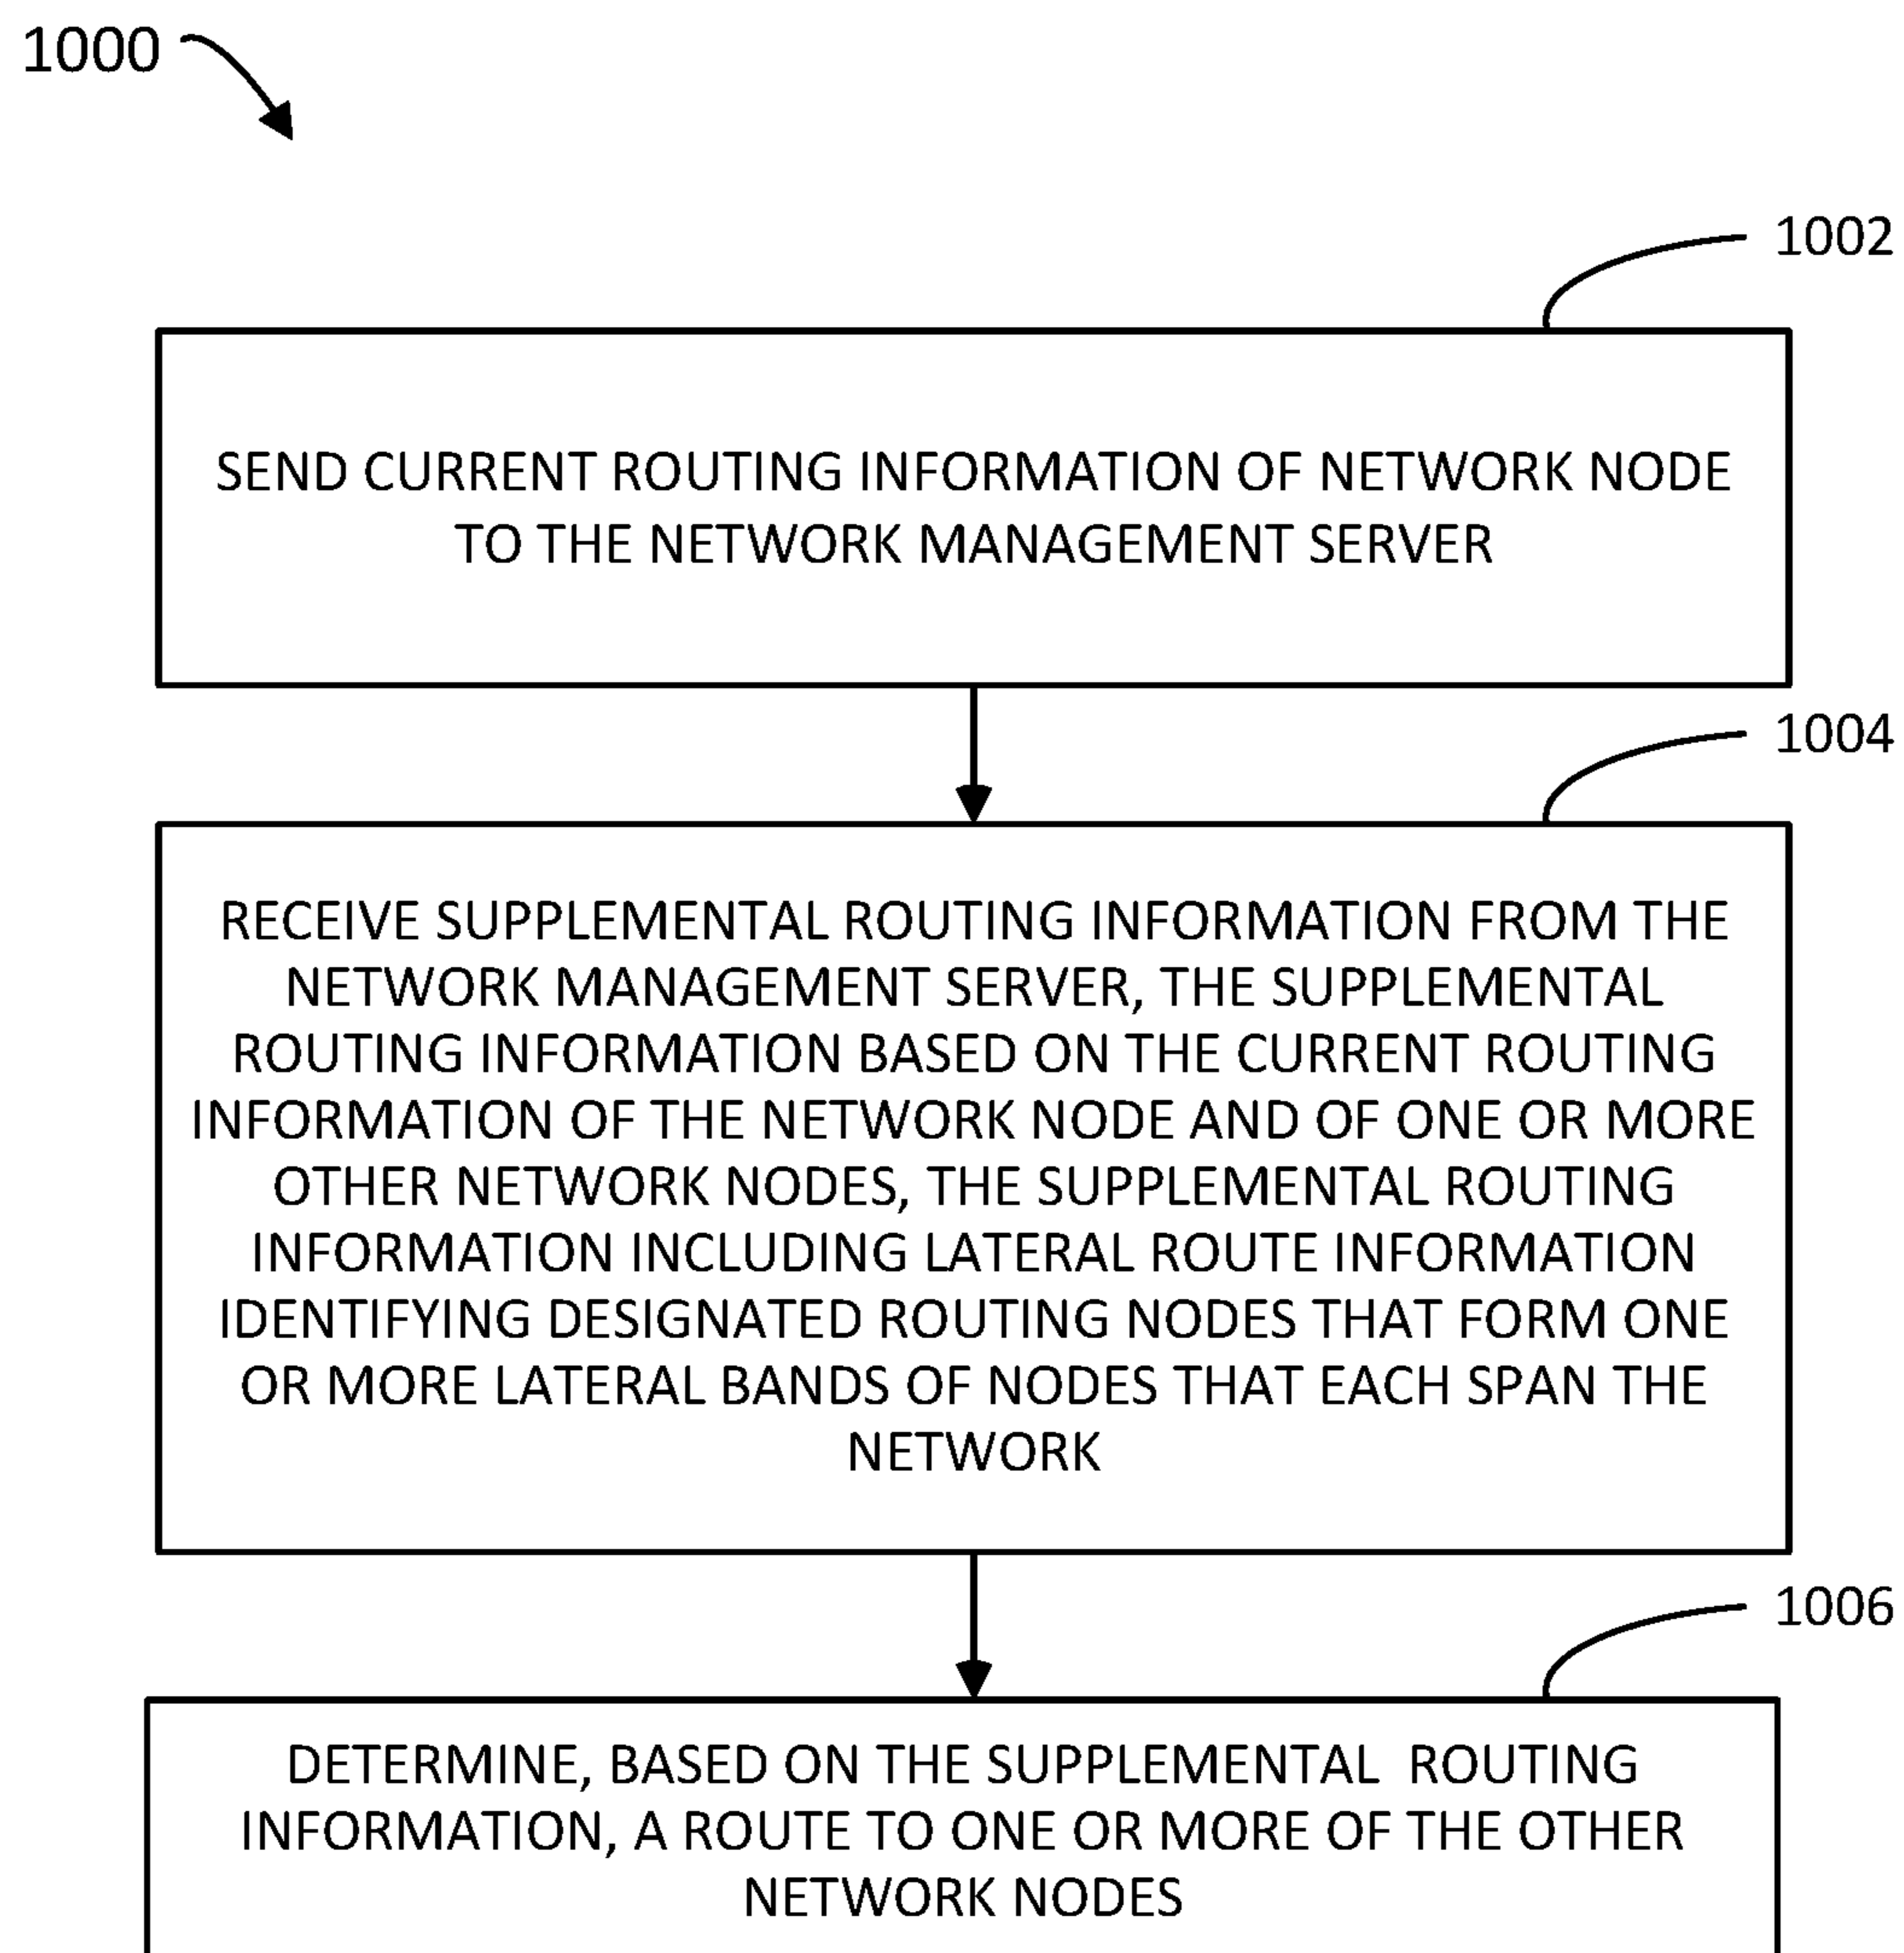 1000
1002
SEND CURRENT ROUTING INFORMATION OF NETWORK NODE
TO THE NETWORK MANAGEMENT SERVER
1004
RECEIVE SUPPLEMENTAL ROUTING INFORMATION FROM THE
NETWORK MANAGEMENT SERVER, THE SUPPLEMENTAL
ROUTING INFORMATION BASED ON THE CURRENT ROUTING
INFORMATION OF THE NETWORK NODE AND OF ONE OR MORE
OTHER NETWORK NODES, THE SUPPLEMENTAL ROUTING
INFORMATION INCLUDING LATERAL ROUTE INFORMATION
IDENTIFYING DESIGNATED ROUTING NODES THAT FORM ONE
OR MORE LATERAL BANDS OF NODES THAT EACH SPAN THE
NETWORK
1006
DETERMINE, BASED ON THE SUPPLEMENTAL ROUTING
INFORMATION, A ROUTE TO ONE OR MORE OF THE OTHER
NETWORK NODES